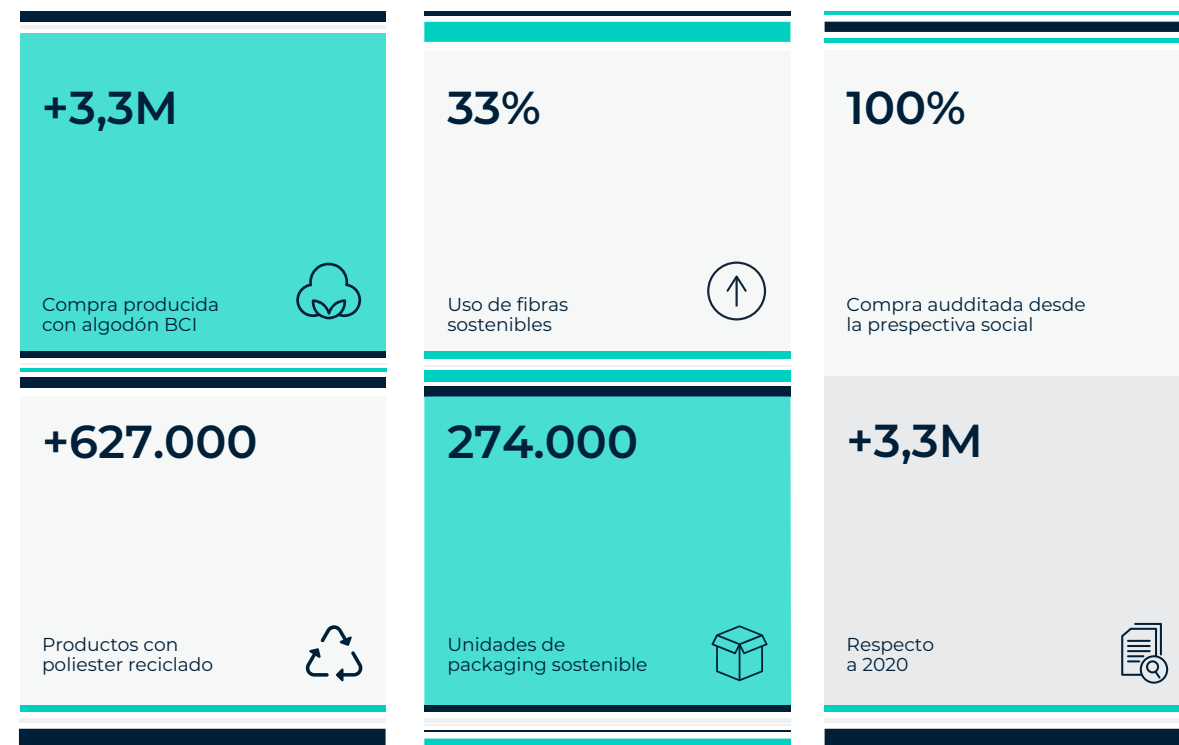 +3,3M
Compra producida
con algodón BCI
33%
Uso de fibras
sostenibles
100%
Compra audditada desde
la prespectiva social
+627.000
Productos con
poliester reciclado
274.000
Unidades de
packaging sostenible
+3,3M
Respecto
a 2020